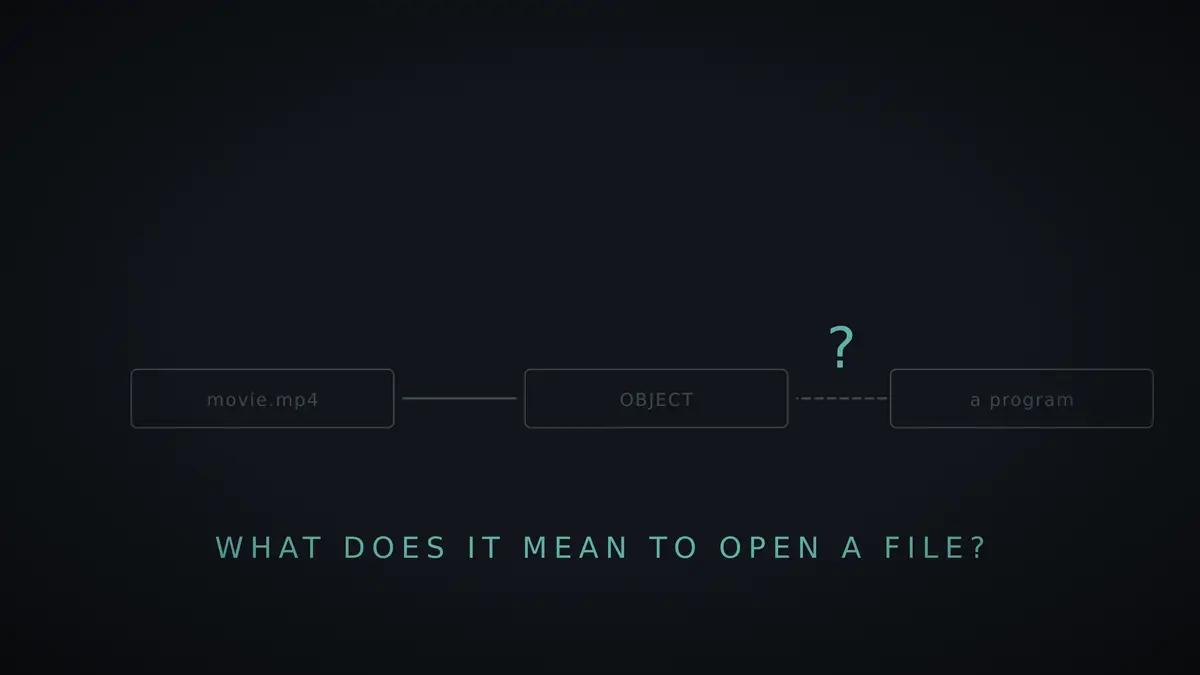 ?
movie.mp4
OBJECT
a program
WHAT DOES IT MEAN TO OPEN A FILE?